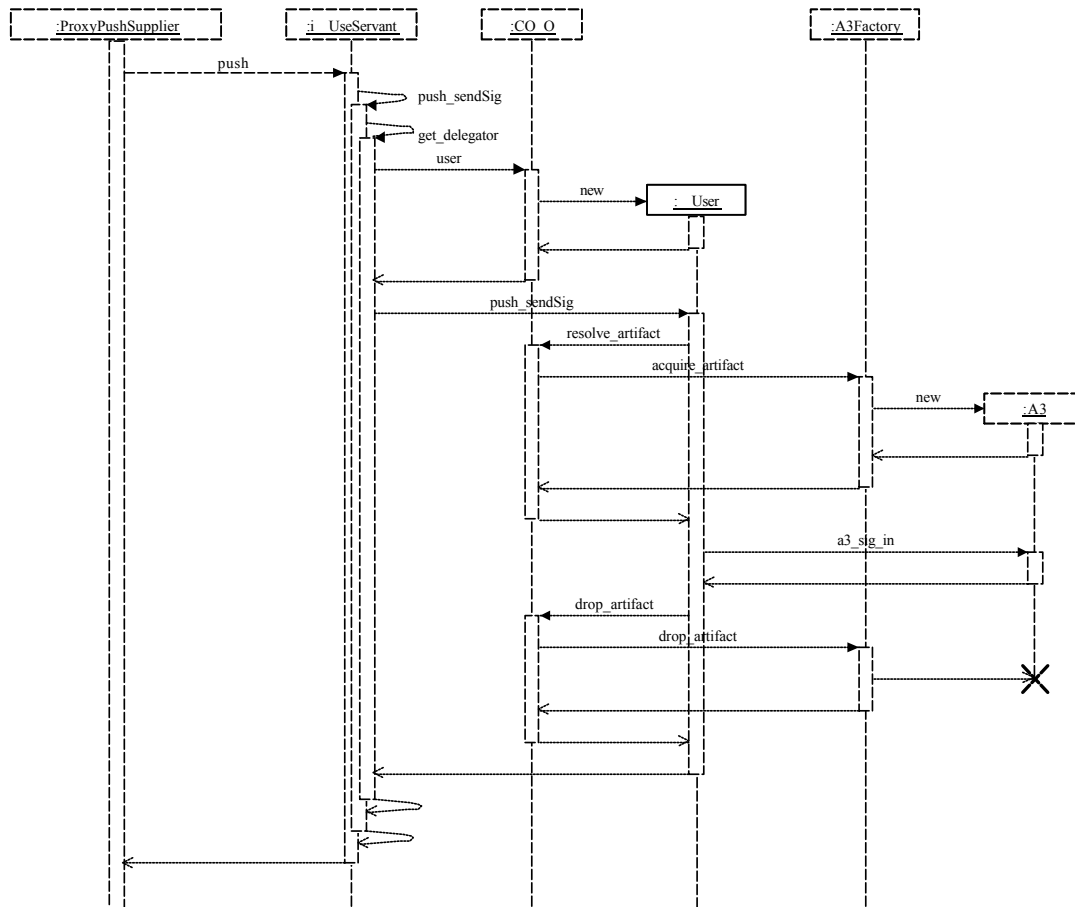 :ProxyPushSupplier
:i__UseServant
:CO_O
:A3Factory
push
push_sendSig
get_delegator
user
new
:__User
push_sendSig
resolve_artifact
acquire_artifact
new
:A3
a3_sig_in
drop_artifact
drop_artifact